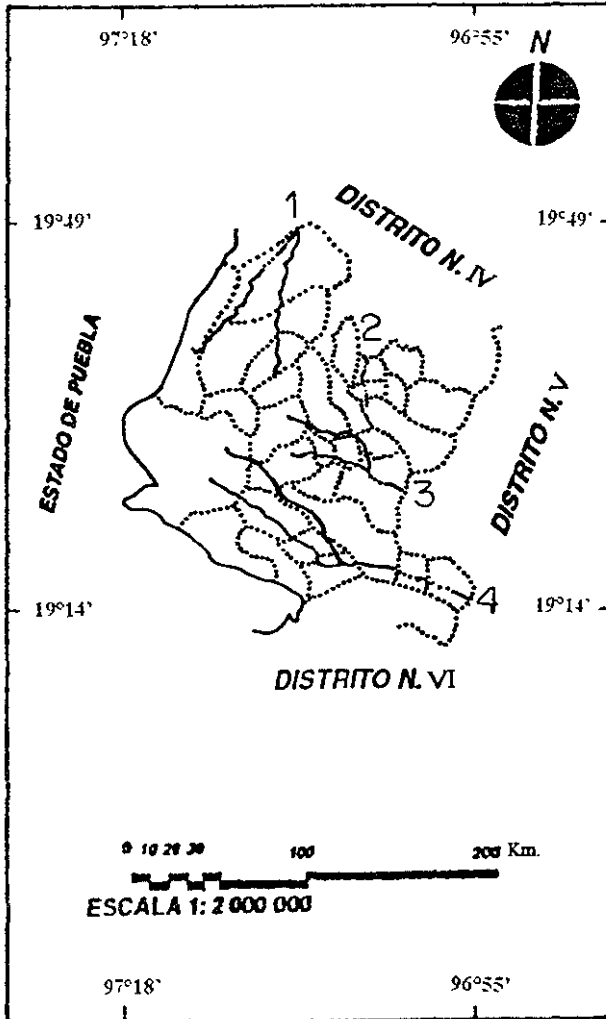 97°18'
96°55'
N
1
DISTRITO N. IV
19°49'
19°49'
2
ESTADO DE PUEBLA
DISTRITO N. V
3
4
19°14'
19°14'
DISTRITO N. VI
0 10 20 30 100 200 Km.
ESCALA 1: 2 000 000
97°18'
96°55'